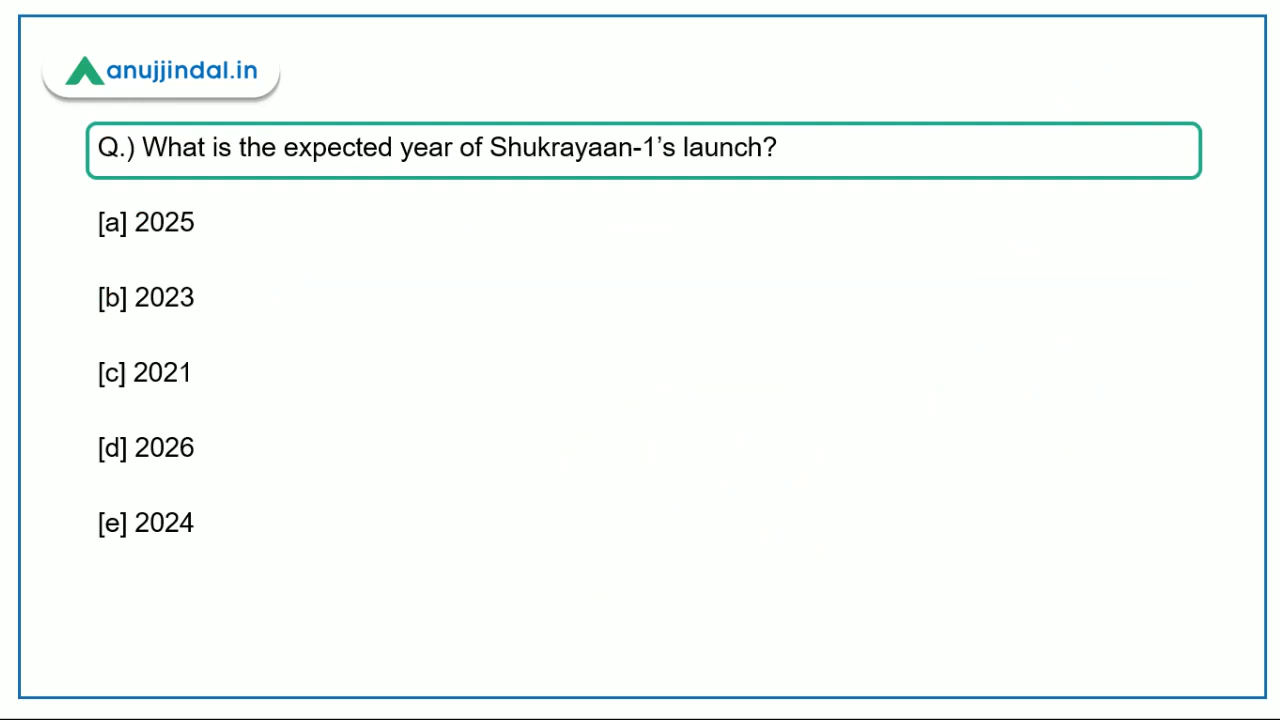 anujjindal.in
Q.) What is the expected year of Shukrayaan-1’s launch?
[a] 2025
[b] 2023
[c] 2021
[d] 2026
[e] 2024